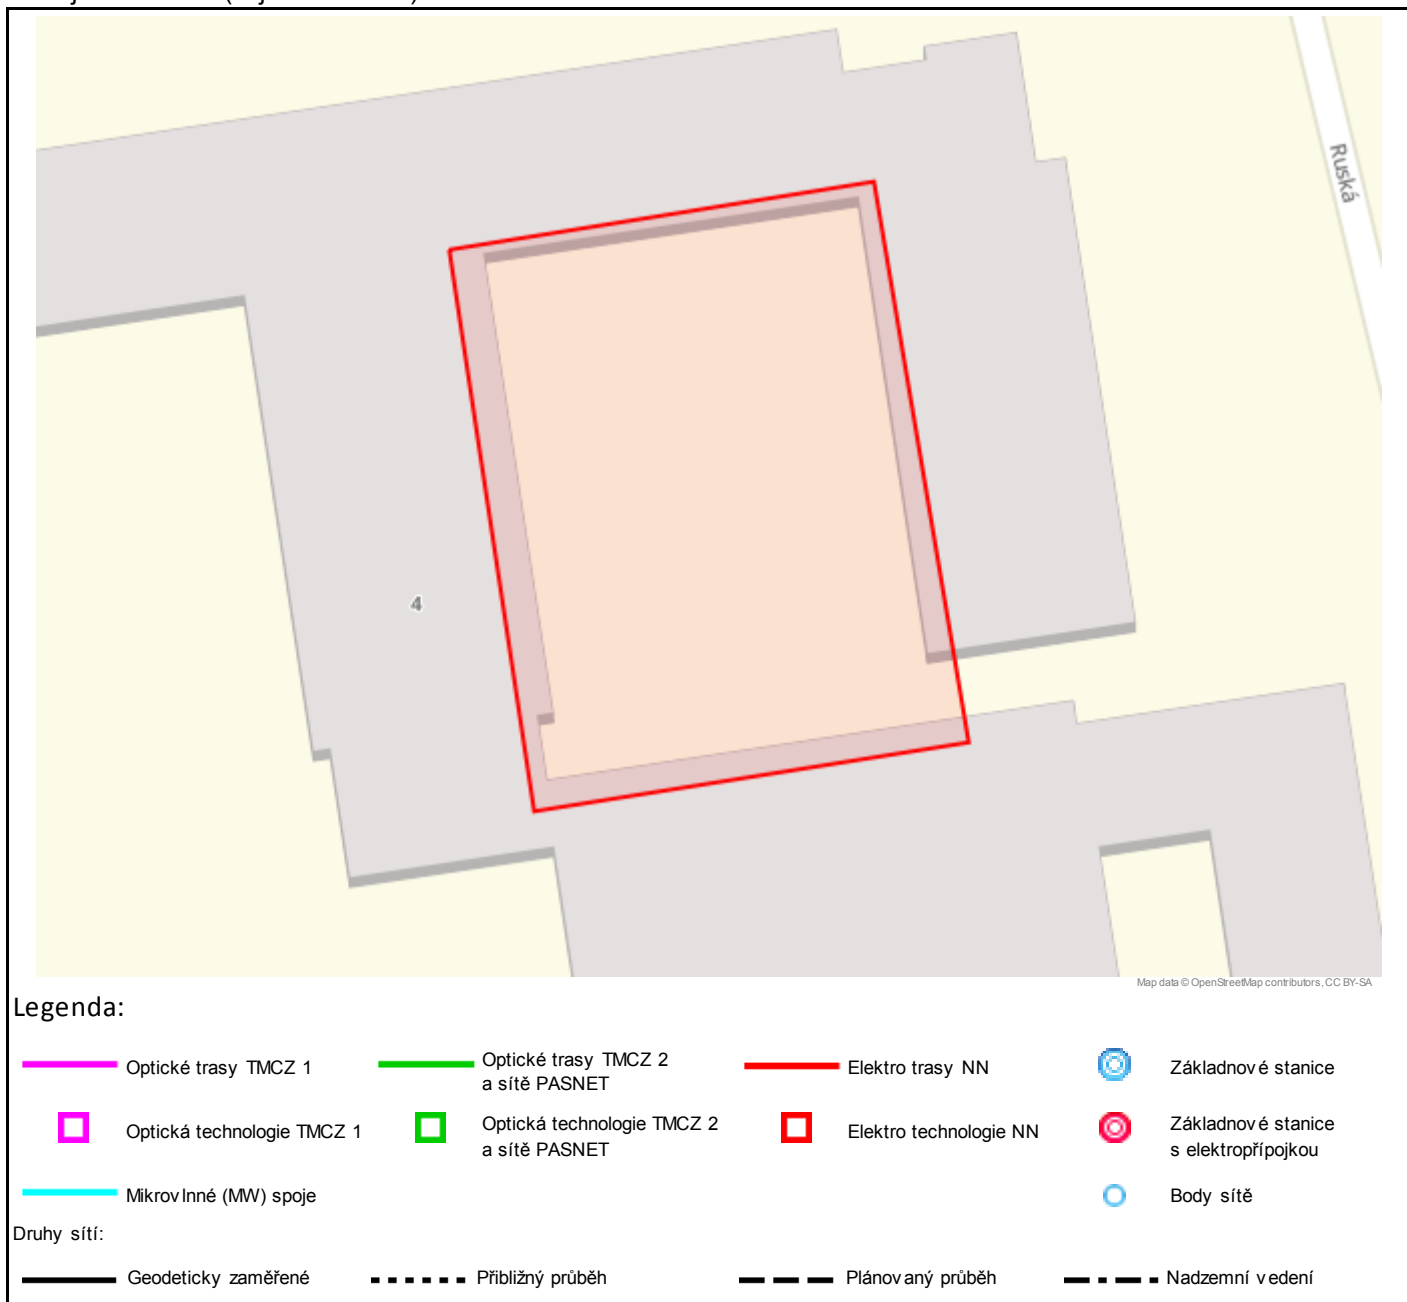 Ruská
4
Map data © OpenStreetMap contributors, CC BY-SA
Legenda:
Optické trasy TMCZ 1
Optické trasy TMCZ 2
a sítě PASNET
Elektro trasy NN
Základnové stanice
Optická technologie TMCZ 1
Optická technologie TMCZ 2
a sítě PASNET
Elektro technologie NN
Základnové stanice
s elektropřípojkou
Mikrovlnné (MW) spoje
Body sítě
Druhy sítí:
Geodeticky zaměřené
Přibližný průběh
Plánovaný průběh
Nadzemní vedení